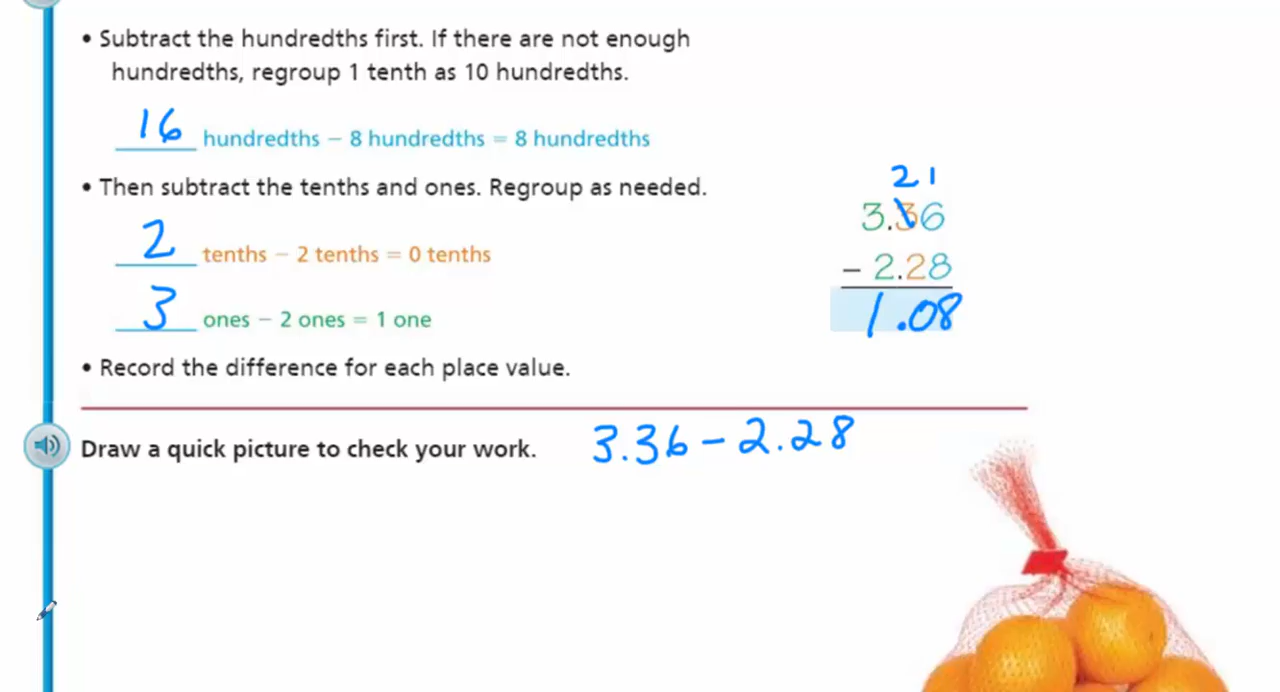 • Subtract the hundredths first. If there are not enough
hundredths, regroup 1 tenth as 10 hundredths.
16 hundredths − 8 hundredths = 8 hundredths
• Then subtract the tenths and ones. Regroup as needed.
2 tenths − 2 tenths = 0 tenths
3 ones − 2 ones = 1 one
• Record the difference for each place value.
2 1
3.36
− 2.28
1.08
Draw a quick picture to check your work. 3.36 − 2.28